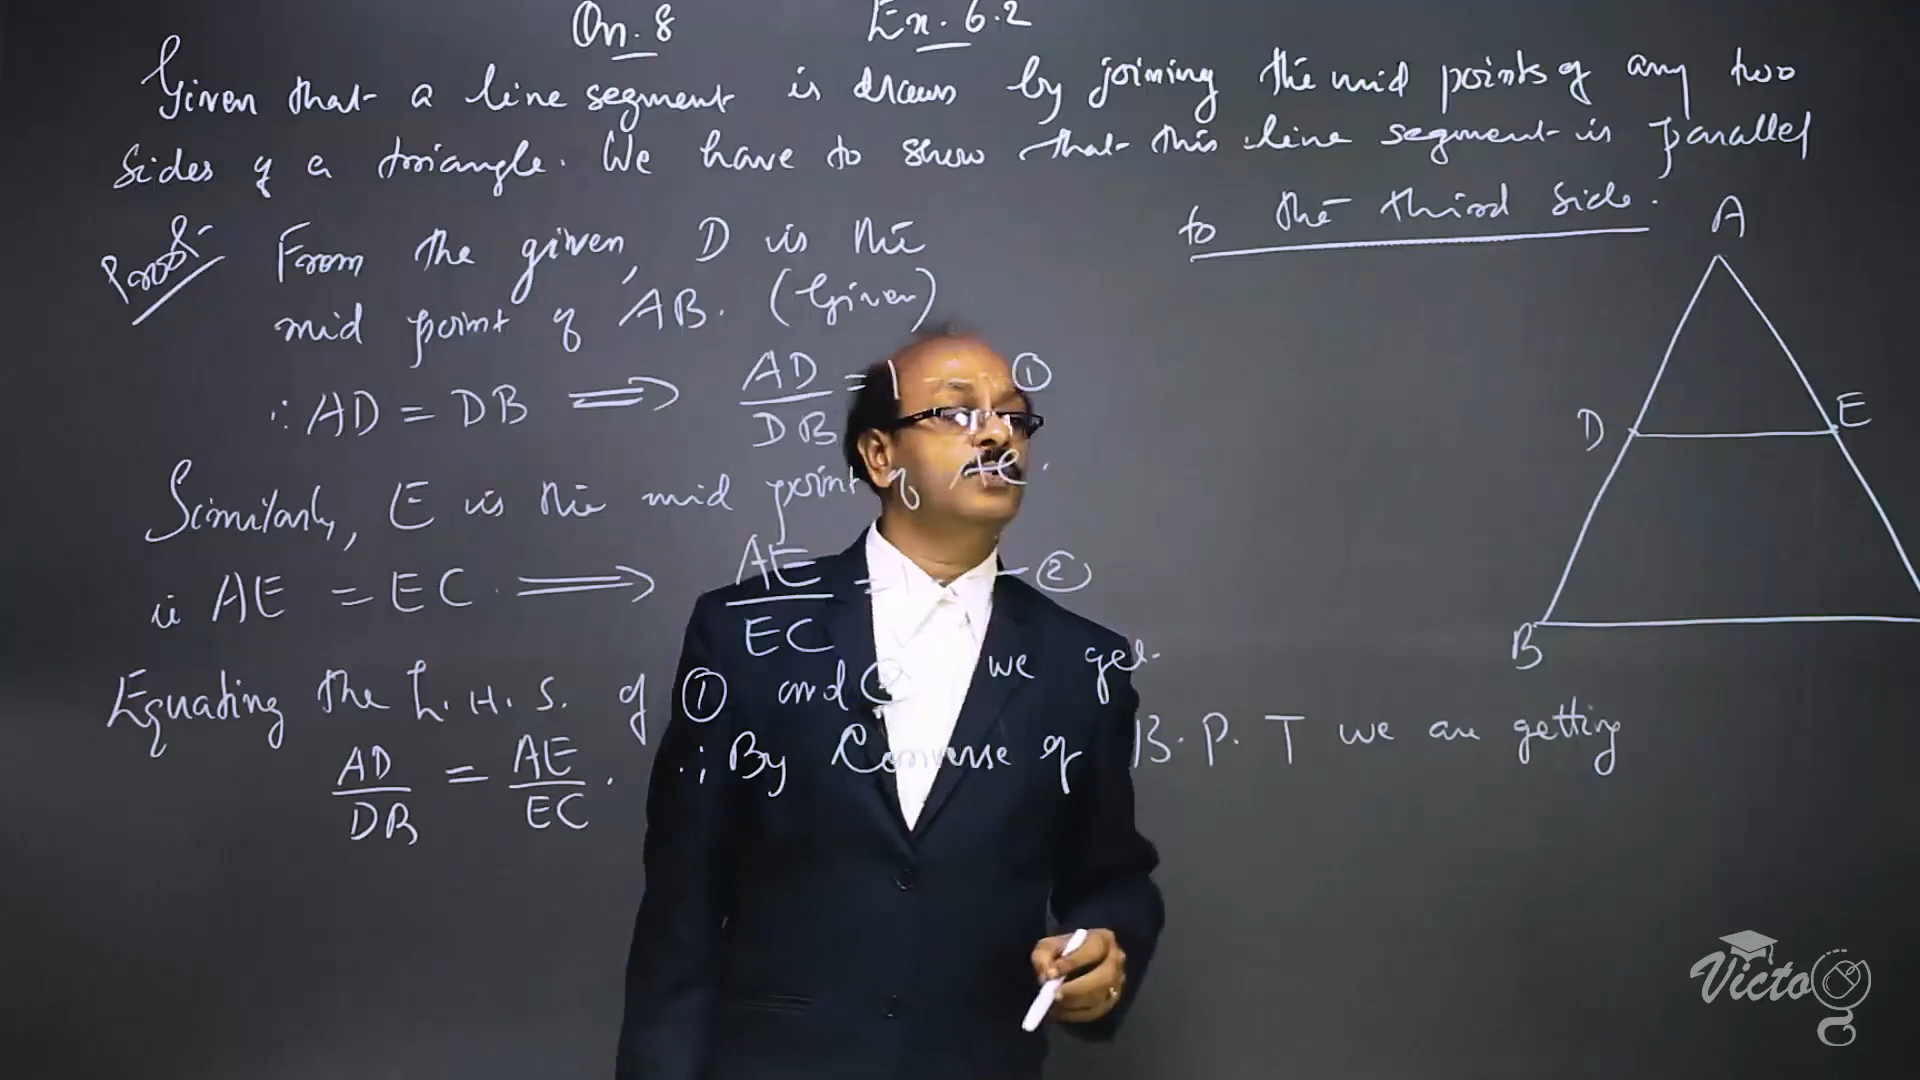 Qn. 8 Ex. 6.2
Given that a line segment is drawn by joining the mid points of any two
sides of a triangle. We have to show that this line segment is parallel
to the third side.
Proof:- From the given, D is the
mid point of AB. (Given)
∴ AD = DB ⟹ AD/DB = 1 - - ①
Similarly, E is the mid point of AC.
ie AE = EC. ⟹ AE/EC = 1 - - ②
Equating the L.H.S. of ① and ② we get-
AD/DB = AE/EC. ∴ By Converse of B.P.T we are getting
A
D E
B
Victo